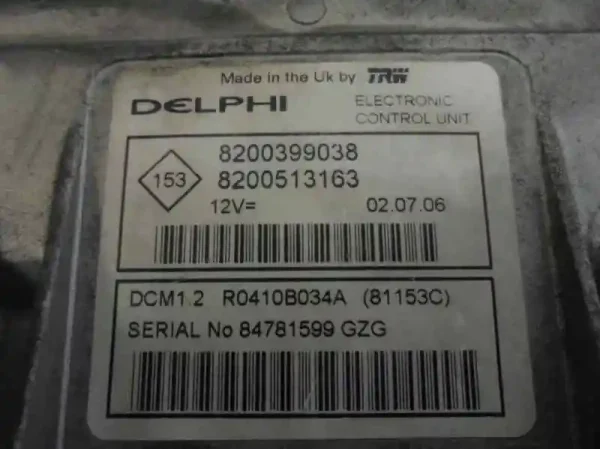 Made in the Uk by TRW
DELPHI ELECTRONIC
CONTROL UNIT
153
8200399038
8200513163
12V= 02.07.06
DCM1.2 R0410B034A (81153C)
SERIAL No 84781599 GZG